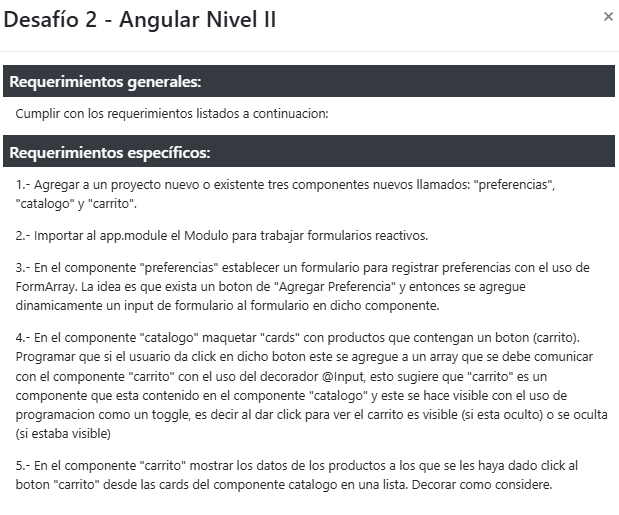 Desafío 2 - Angular Nivel II
×
Requerimientos generales:
Cumplir con los requerimientos listados a continuacion:
Requerimientos específicos:
1.- Agregar a un proyecto nuevo o existente tres componentes nuevos llamados: "preferencias",
"catalogo" y "carrito".
2.- Importar al app.module el Modulo para trabajar formularios reactivos.
3.- En el componente "preferencias" establecer un formulario para registrar preferencias con el uso de
FormArray. La idea es que exista un boton de "Agregar Preferencia" y entonces se agregue
dinamicamente un input de formulario al formulario en dicho componente.
4.- En el componente "catalogo" maquetar "cards" con productos que contengan un boton (carrito).
Programar que si el usuario da click en dicho boton este se agregue a un array que se debe comunicar
con el componente "carrito" con el uso del decorador @Input, esto sugiere que "carrito" es un
componente que esta contenido en el componente "catalogo" y este se hace visible con el uso de
programacion como un toggle, es decir al dar click para ver el carrito es visible (si esta oculto) o se oculta
(si estaba visible)
5.- En el componente "carrito" mostrar los datos de los productos a los que se les haya dado click al
boton "carrito" desde las cards del componente catalogo en una lista. Decorar como considere.